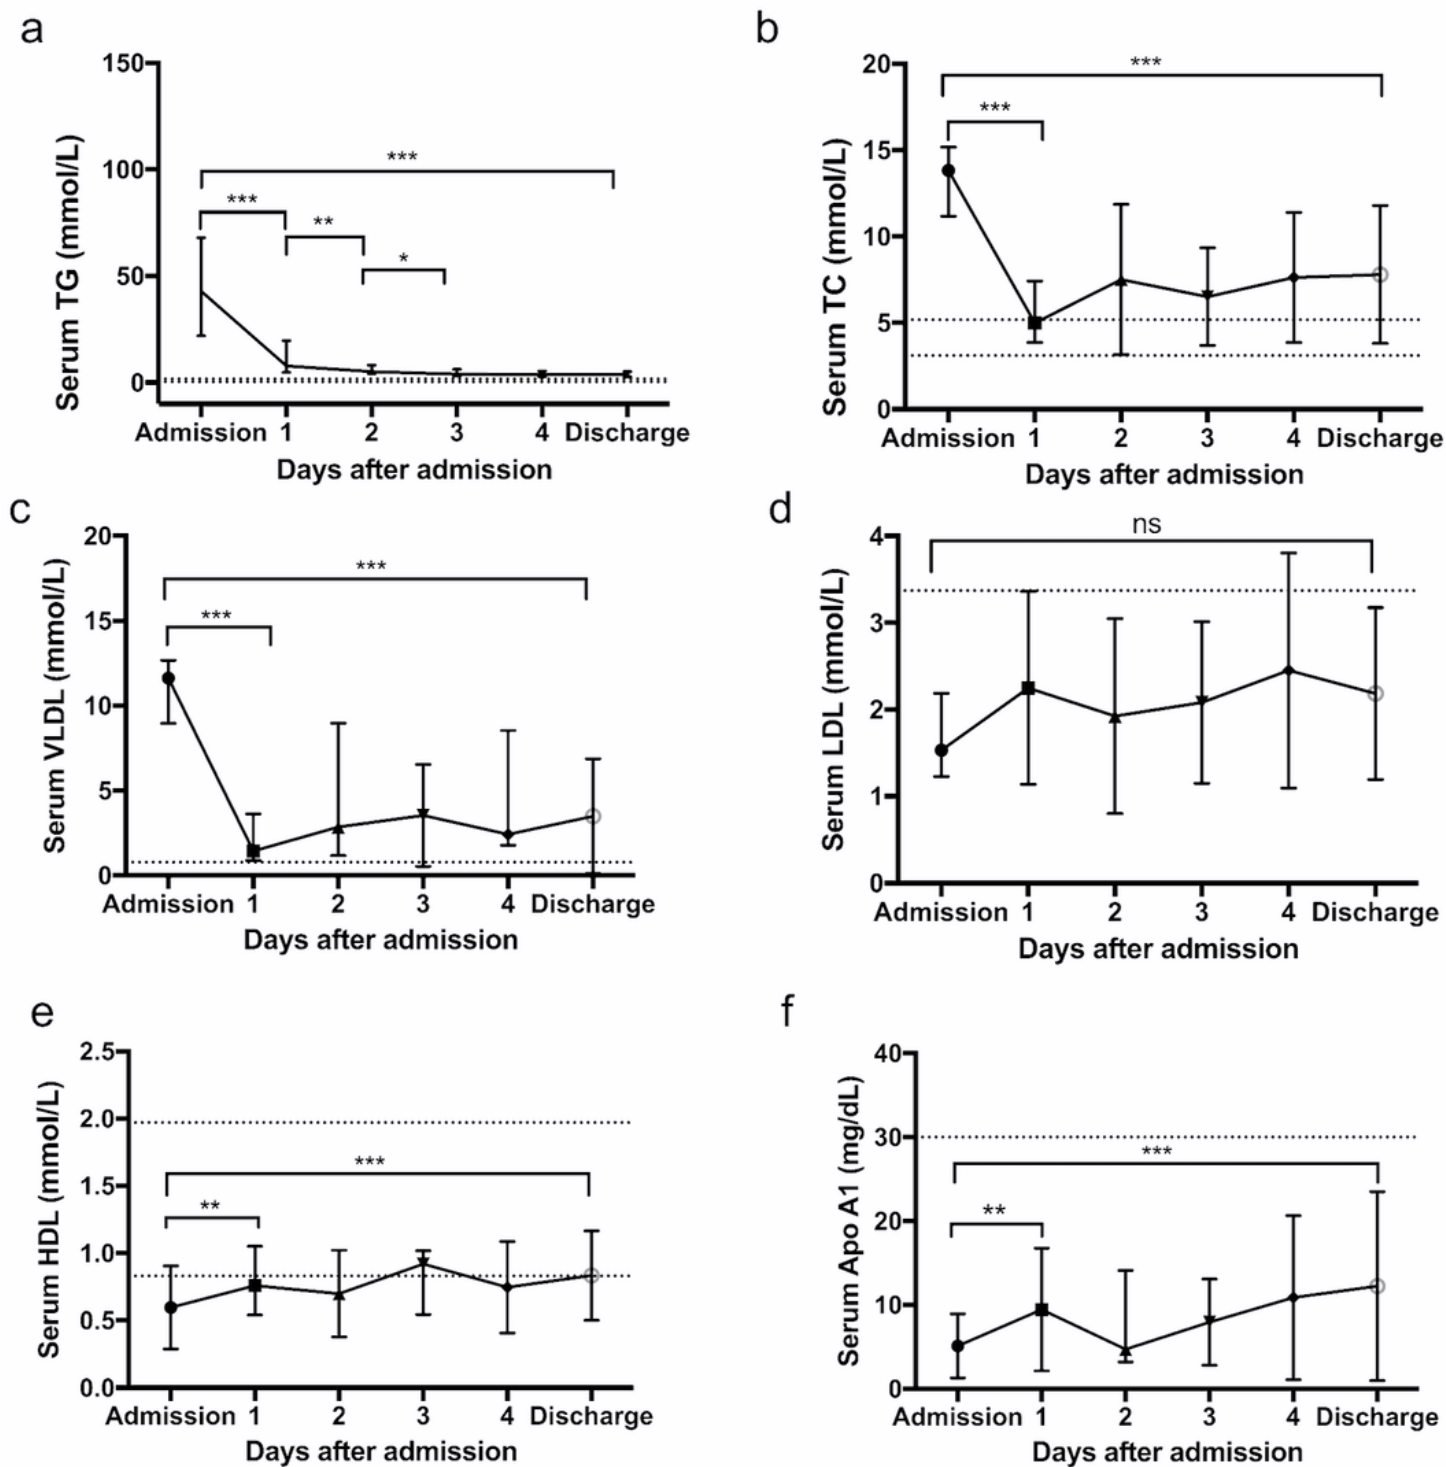 a
150
100
50
0
Serum TG (mmol/L)
***
***
**
*
Admission 1 2 3 4 Discharge
Days after admission
b
20
15
10
5
0
Serum TC (mmol/L)
***
***
Admission 1 2 3 4 Discharge
Days after admission
c
20
15
10
5
0
Serum VLDL (mmol/L)
***
***
Admission 1 2 3 4 Discharge
Days after admission
d
4
3
2
1
0
Serum LDL (mmol/L)
ns
Admission 1 2 3 4 Discharge
Days after admission
e
2.5
2.0
1.5
1.0
0.5
0.0
Serum HDL (mmol/L)
***
**
Admission 1 2 3 4 Discharge
Days after admission
f
40
30
20
10
0
Serum Apo A1 (mg/dL)
***
**
Admission 1 2 3 4 Discharge
Days after admission